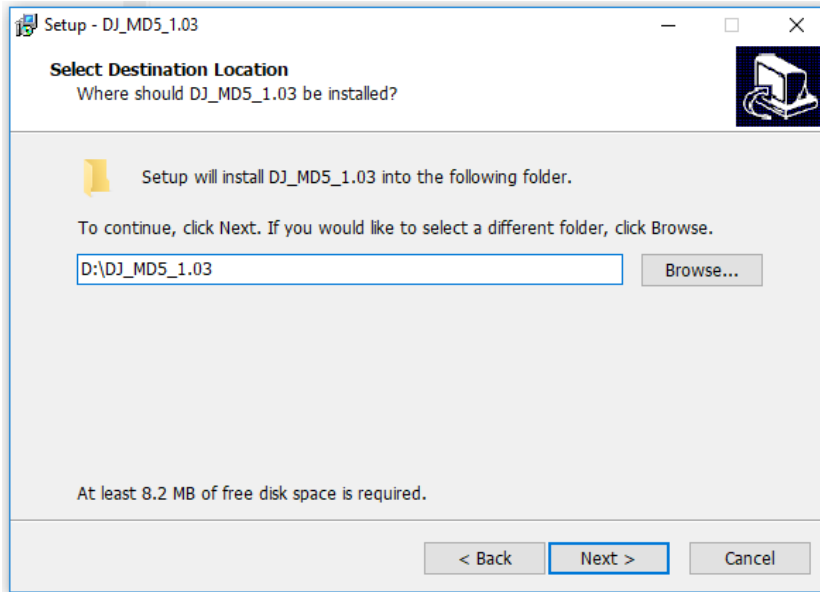 Setup - DJ_MD5_1.03
Select Destination Location
Where should DJ_MD5_1.03 be installed?
Setup will install DJ_MD5_1.03 into the following folder.
To continue, click Next. If you would like to select a different folder, click Browse.
D:\DJ_MD5_1.03
Browse...
At least 8.2 MB of free disk space is required.
< Back
Next >
Cancel